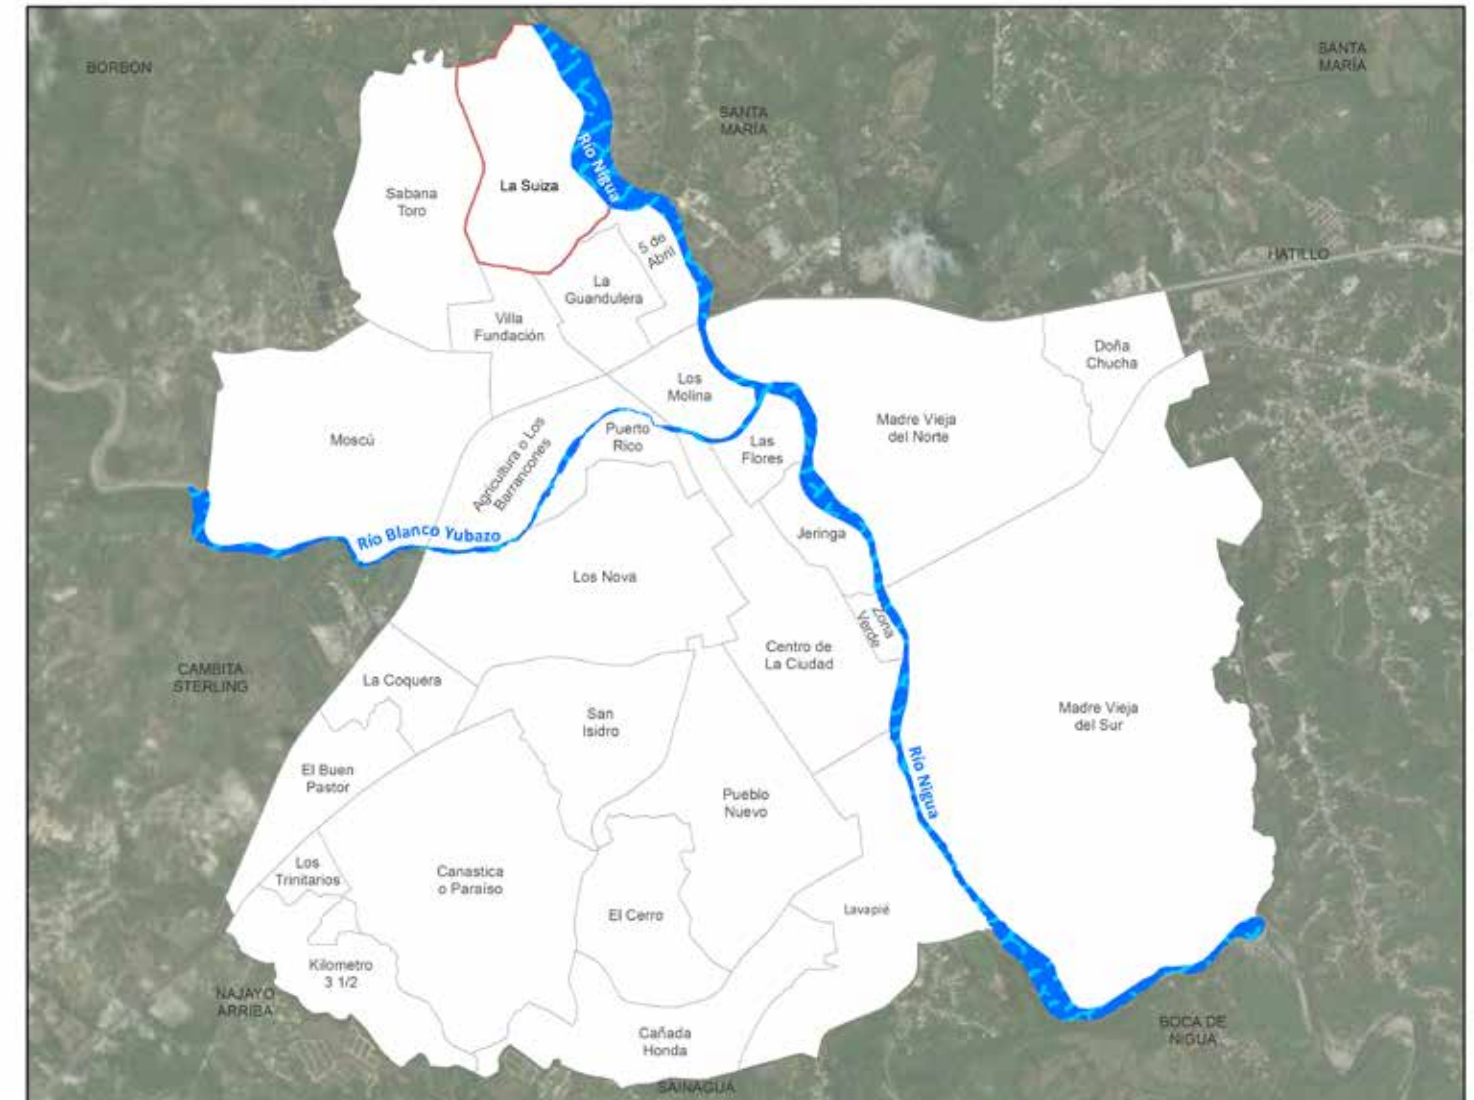 BORBON
SANTA
MARÍA
SANTA
MARÍA
Río Nigua
La Suiza
Sabana
Toro
5 de
Abril
HATILLO
La
Guandulera
Villa
Fundación
Doña
Chucha
Los
Molina
Madre Vieja
del Norte
Moscú
Agricultura o Los
Barrancones
Puerto
Rico
Las
Flores
Río Blanco Yubazo
Jeringa
Los Nova
Zona
Verde
Centro de
La Ciudad
CAMBITA
STERLING
La Coquera
San
Isidro
Madre Vieja
del Sur
El Buen
Pastor
Río Nigua
Pueblo
Nuevo
Los
Trinitarios
Canastica
o Paraíso
El Cerro
Lavapié
Kilometro
3 1/2
NAJAYO
ARRIBA
Cañada
Honda
BOCA DE
NIGUA
SAINAGUÁ